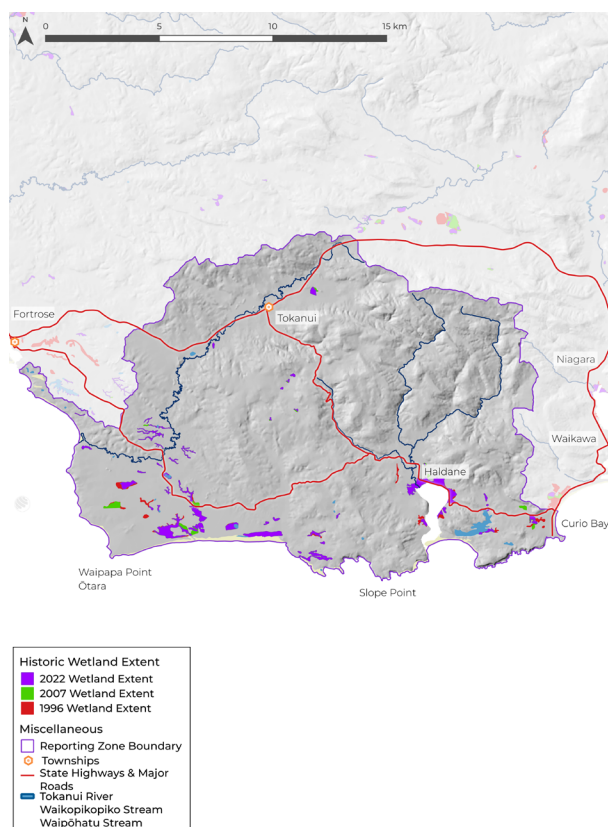 N
0 5 10 15 km
Fortrose
Tokanui
Niagara
Waikawa
Haldane
Curio Bay
Waipapa Point
Ōtara
Slope Point
Historic Wetland Extent
2022 Wetland Extent
2007 Wetland Extent
1996 Wetland Extent
Miscellaneous
Reporting Zone Boundary
Townships
State Highways & Major
Roads
Tokanui River
Waikopikopiko Stream
Waipōhatu Stream